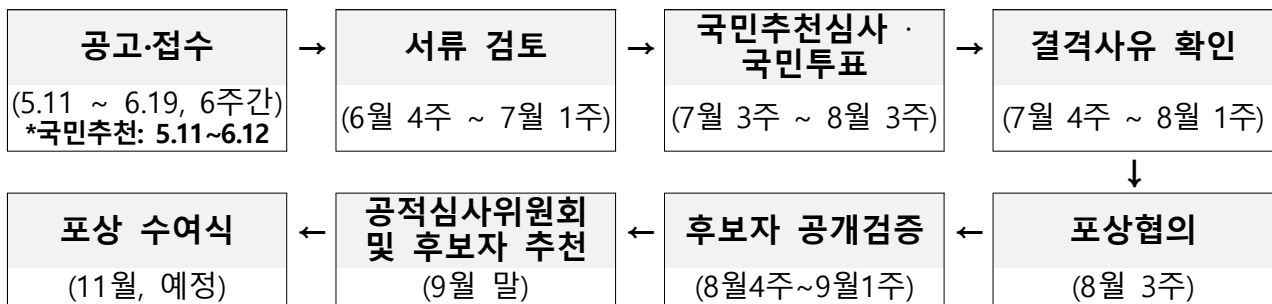 공고·접수
(5.11 ~ 6.19, 6주간)
*국민추천: 5.11~6.12
→
서류 검토
(6월 4주 ~ 7월 1주)
→
국민추천심사 ·
국민투표
(7월 3주 ~ 8월 3주)
→
결격사유 확인
(7월 4주 ~ 8월 1주)
↓
포상협의
(8월 3주)
←
후보자 공개검증
(8월4주~9월1주)
←
공적심사위원회
및 후보자 추천
(9월 말)
←
포상 수여식
(11월, 예정)